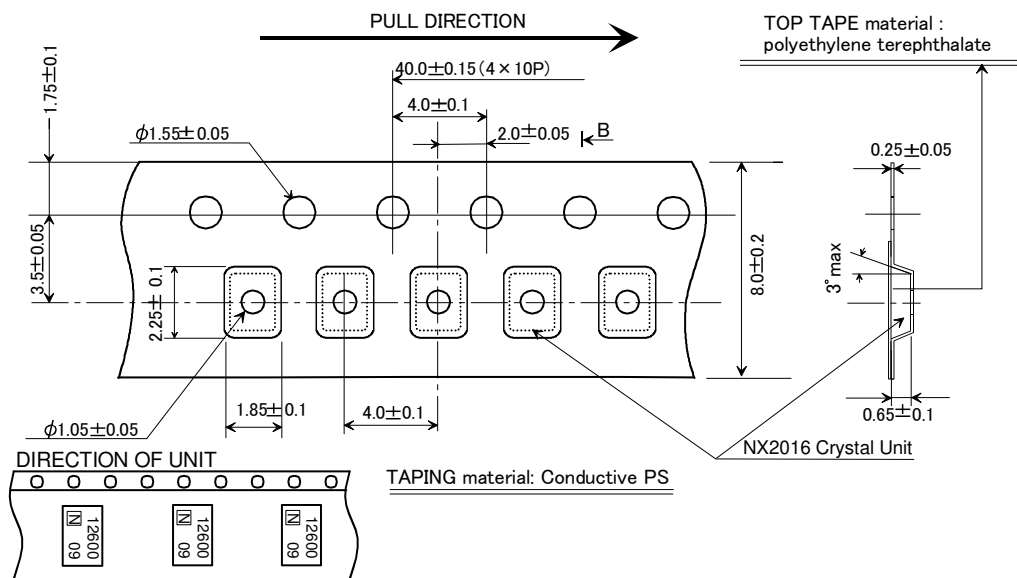 PULL DIRECTION
TOP TAPE material :
polyethylene terephthalate
1.75±0.1
40.0±0.15(4×10P)
4.0±0.1
2.0±0.05
B
φ1.55±0.05
0.25±0.05
3.5±0.05
2.25± 0.1
8.0±0.2
3°max
1.85±0.1
4.0±0.1
0.65±0.1
φ1.05±0.05
NX2016 Crystal Unit
DIRECTION OF UNIT
TAPING material: Conductive PS
12600
N 09
12600
N 09
12600
N 09